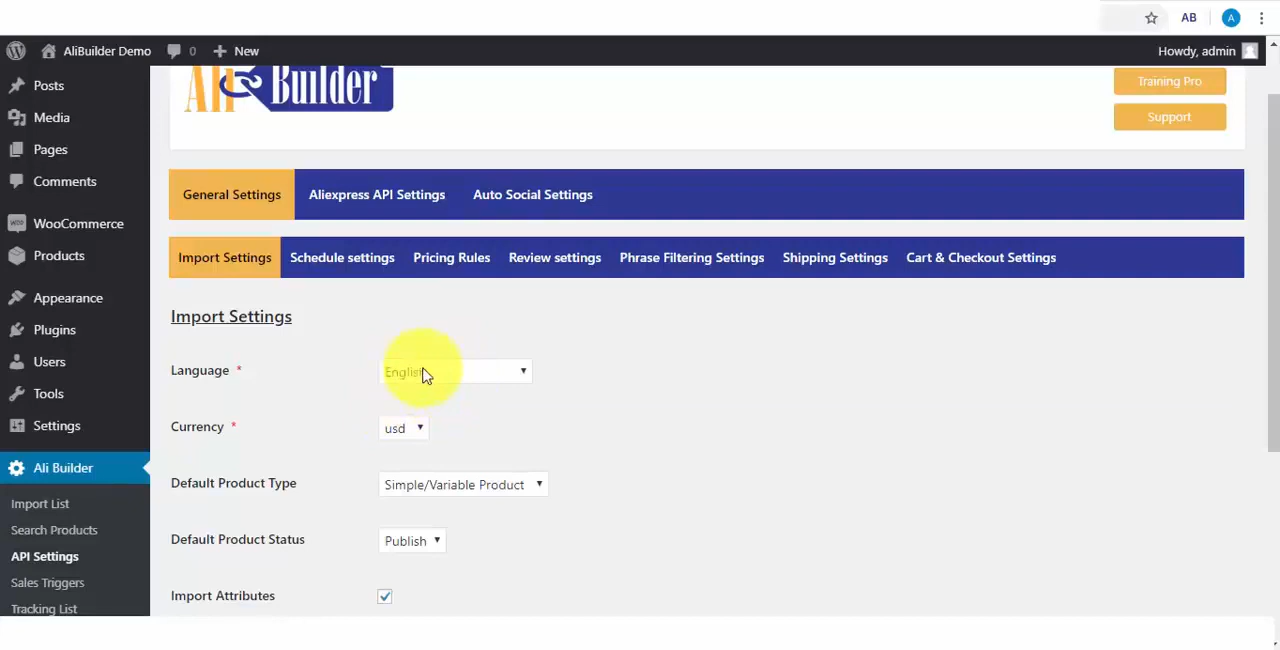 AB
A
AliBuilder Demo
0
New
Howdy, admin
Posts
Media
Pages
Comments
WooCommerce
Products
Appearance
Plugins
Users
Tools
Settings
Ali Builder
Import List
Search Products
API Settings
Sales Triggers
Tracking List
Ali Builder
Training Pro
Support
General Settings
Aliexpress API Settings
Auto Social Settings
Import Settings
Schedule settings
Pricing Rules
Review settings
Phrase Filtering Settings
Shipping Settings
Cart & Checkout Settings
Import Settings
Language *
English
Currency *
usd
Default Product Type
Simple/Variable Product
Default Product Status
Publish
Import Attributes